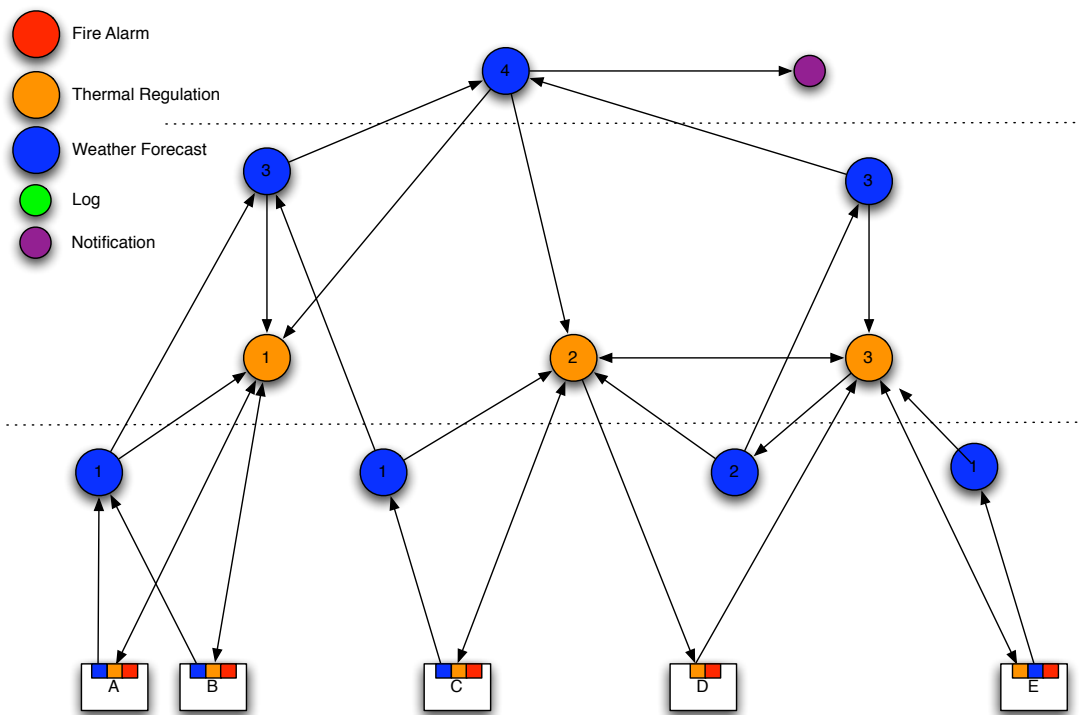 Fire Alarm
4
Thermal Regulation
Weather Forecast
3
3
Log
Notification
1
2
3
1
1
2
1
A
B
C
D
E